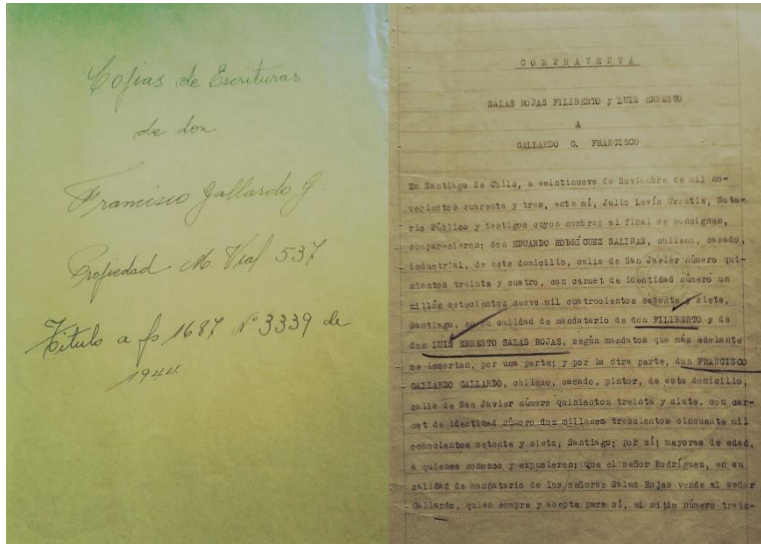 Copias de Escrituras
de don
Francisco Gallardo G
Propiedad M. Vial 537
Título a fs 1687 Nº 3339 de
1944
COMPRAVENTA
SALAS ROJAS FILIBERTO y LUIS ERNESTO
A
GALLARDO G. FRANCISCO
En Santiago de Chile, a veintinueve de Noviembre de mil no-
vecientos cuarenta y tres, ante mí, Julio Lavín Urrutia, Nota-
rio Público y testigos cuyos nombres al final se consignan,
comparecieron: don EDUARDO RODRÍGUEZ SALINAS, chileno, casado,
industrial, de este domicilio, calle de San Javier número qui-
nientos treinta y cuatro, con carnet de identidad número un
millón setecientos nueve mil cuatrocientos setenta y siete,
Santiago, en su calidad de mandatario de don FILIBERTO y de
don LUIS ERNESTO SALAS ROJAS, según mandatos que más adelante
se insertan, por una parte; y por la otra parte, don FRANCISCO
GALLARDO GALLARDO, chileno, casado, pintor, de este domicilio,
calle de San Javier número quinientos treinta y siete, con car-
net de identidad número dos millones trescientos cincuenta mil
ochocientos setenta y siete, Santiago; por sí; mayores de edad,
a quienes conozco y expusieron: Que el señor Rodríguez, en su
calidad de mandatario de los señores Salas Rojas vende al señor
Gallardo, quien compra y acepta para sí, el sitio número trein-